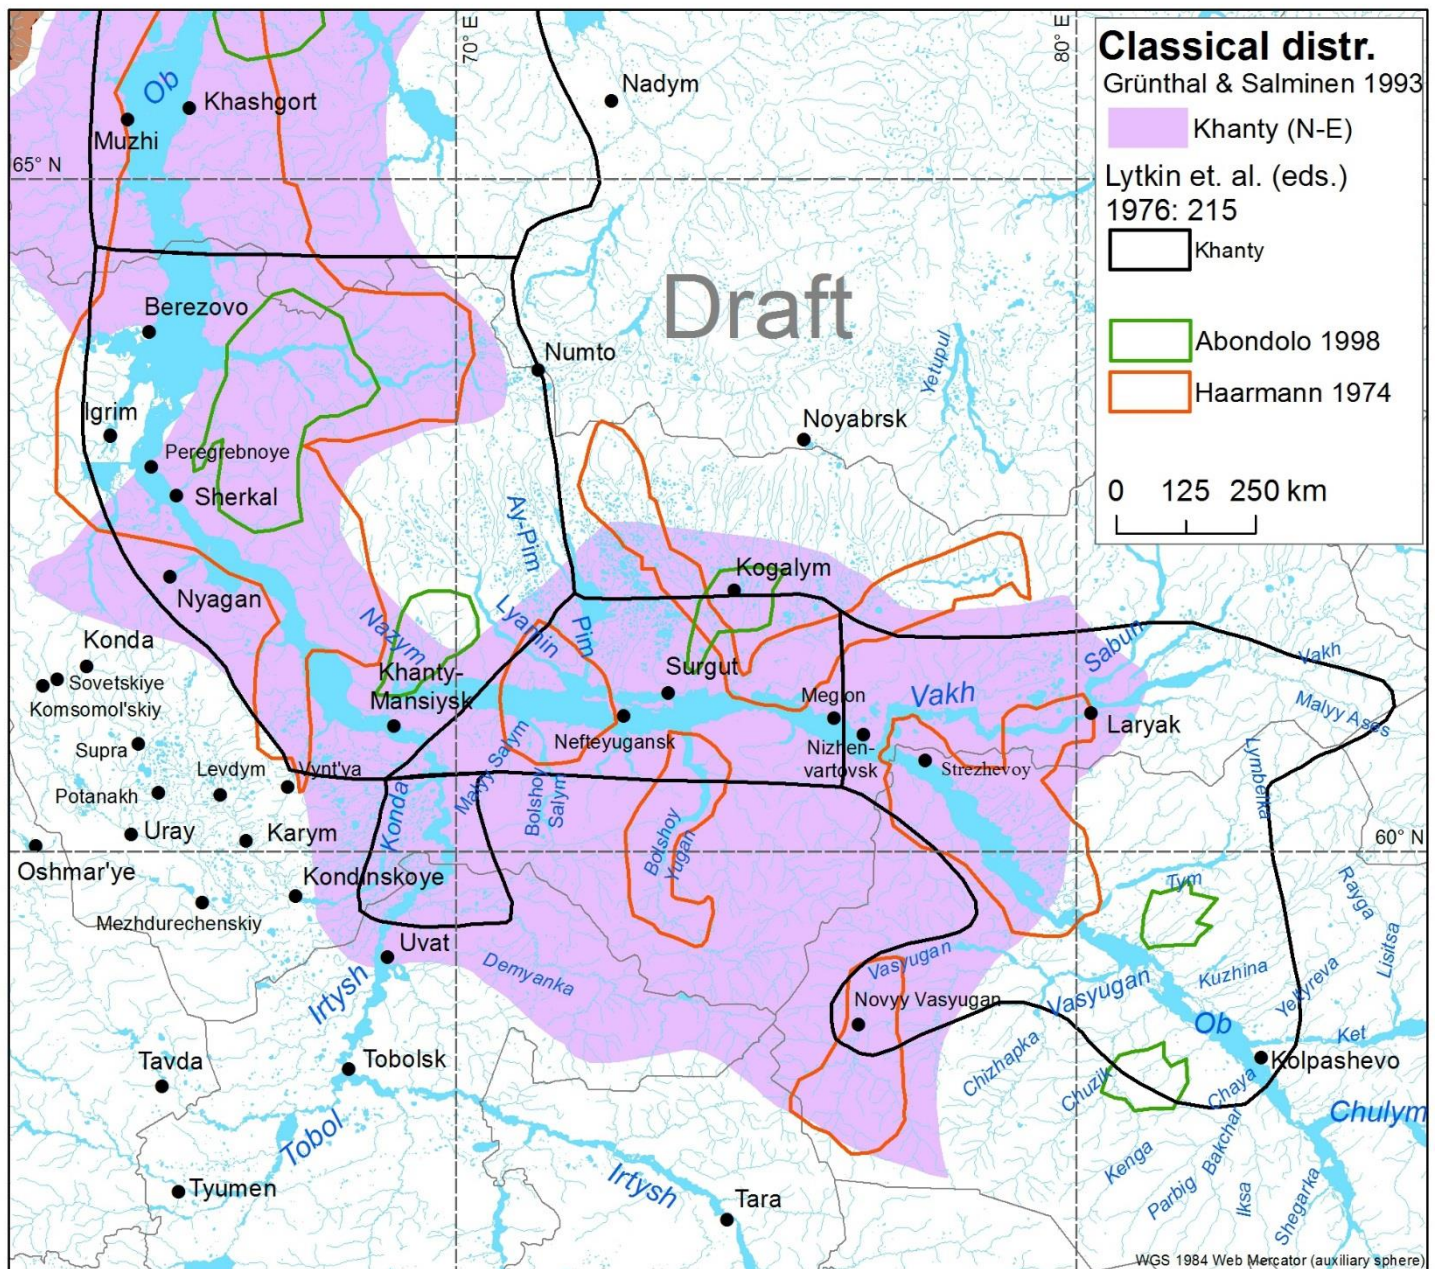 Classical distr.
Grünthal & Salminen 1993
Khanty (N-E)
Lytkin et. al. (eds.)
1976: 215
Khanty
Abondolo 1998
Haarmann 1974
0 125 250 km
70° E
80° E
Ob
Khashgort
Muzhi
Nadym
65° N
Draft
Berezovo
Numto
Yetupul
Igrim
Noyabrsk
Peregrebnoye
Sherkal
Ay-Pim
Nyagan
Kogalym
Nazym
Lyamin
Pim
Konda
Sovetskiye
Komsomol'skiy
Khanty-
Mansiysk
Surgut
Sabun
Vakh
Vakh
Malyy Ases
Megion
Laryak
Supra
Nefteyugansk
Nizhen-
vartovsk
Strezhevoy
Levdym
Vynt'ya
Malyy Salym
Bolshoy
Salym
Lymbelka
Potanakh
Uray
Karym
Konda
Bolshoy
Yugan
60° N
Oshmar'ye
Kondinskoye
Tym
Rayga
Mezhdurechenskiy
Uvat
Demyanka
Vasyugan
Lisitsa
Kuzhina
Yeltyreva
Irtysh
Novyy Vasyugan
Vasyugan
Ob
Ket
Tavda
Tobolsk
Chizhapka
Chuzik
Chaya
Kolpashevo
Chulym
Tobol
Kenga
Bakchar
Parbig
Iksa
Shegarka
Tyumen
Irtysh
Tara
WGS 1984 Web Mercator (auxiliary sphere)